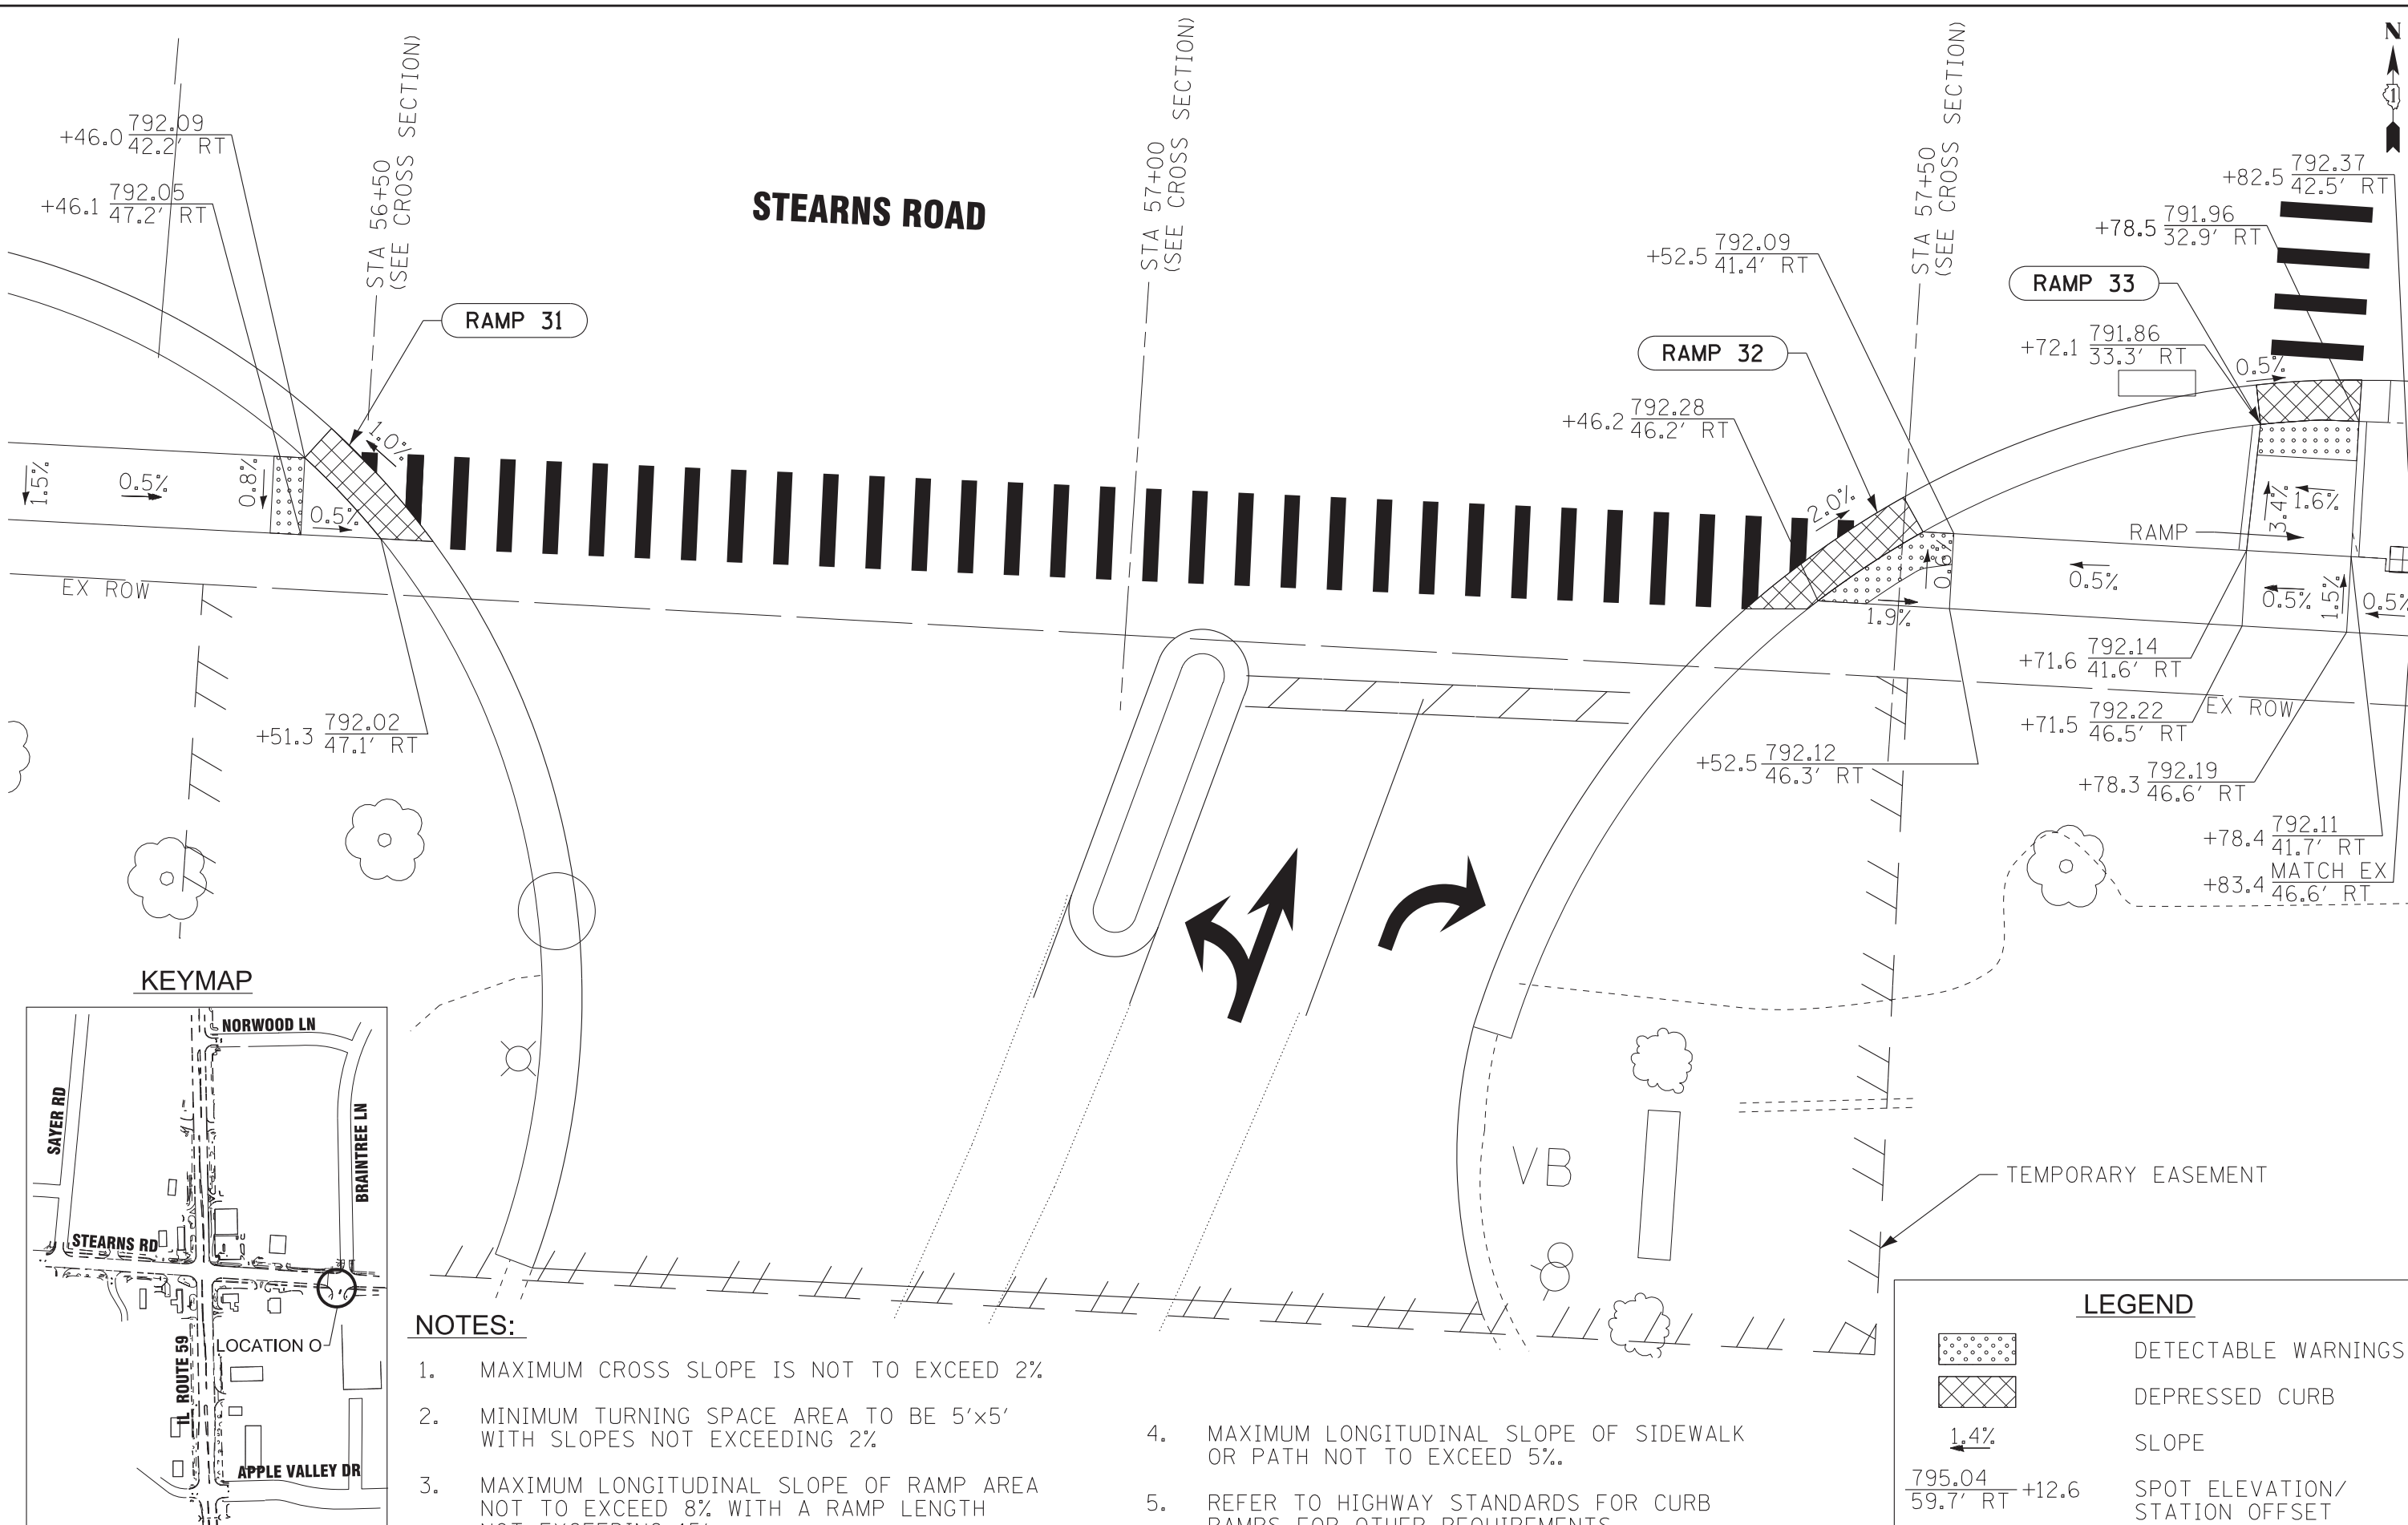 N
1
STA 56+50
(SEE CROSS SECTION)
STA 57+00
(SEE CROSS SECTION)
STA 57+50
(SEE CROSS SECTION)
STEARNS ROAD
+46.0 792.09
42.2' RT
+46.1 792.05
47.2' RT
RAMP 31
+52.5 792.09
41.4' RT
RAMP 32
+46.2 792.28
46.2' RT
+82.5 792.37
42.5' RT
+78.5 791.96
32.9' RT
RAMP 33
+72.1 791.86
33.3' RT
0.5%
1.5%
0.5%
0.8%
0.5%
1.0%
2.0%
1.9%
0.6%
0.5%
3.4%
1.6%
RAMP
0.5%
1.5%
0.5%
EX ROW
+51.3 792.02
47.1' RT
+52.5 792.12
46.3' RT
+71.6 792.14
41.6' RT
+71.5 792.22
46.5' RT
EX ROW
+78.3 792.19
46.6' RT
+78.4 792.11
41.7' RT
+83.4 MATCH EX
46.6' RT
VB
TEMPORARY EASEMENT
KEYMAP
NORWOOD LN
SAYER RD
BRAINTREE LN
STEARNS RD
LOCATION O
IL ROUTE 59
APPLE VALLEY DR
NOTES:
1. MAXIMUM CROSS SLOPE IS NOT TO EXCEED 2%
2. MINIMUM TURNING SPACE AREA TO BE 5'x5'
WITH SLOPES NOT EXCEEDING 2%
3. MAXIMUM LONGITUDINAL SLOPE OF RAMP AREA
NOT TO EXCEED 8% WITH A RAMP LENGTH
4. MAXIMUM LONGITUDINAL SLOPE OF SIDEWALK
OR PATH NOT TO EXCEED 5%.
5. REFER TO HIGHWAY STANDARDS FOR CURB
RAMPS FOR OTHER REQUIREMENTS
LEGEND
DETECTABLE WARNINGS
DEPRESSED CURB
1.4% SLOPE
795.04
59.7' RT +12.6 SPOT ELEVATION/
STATION OFFSET